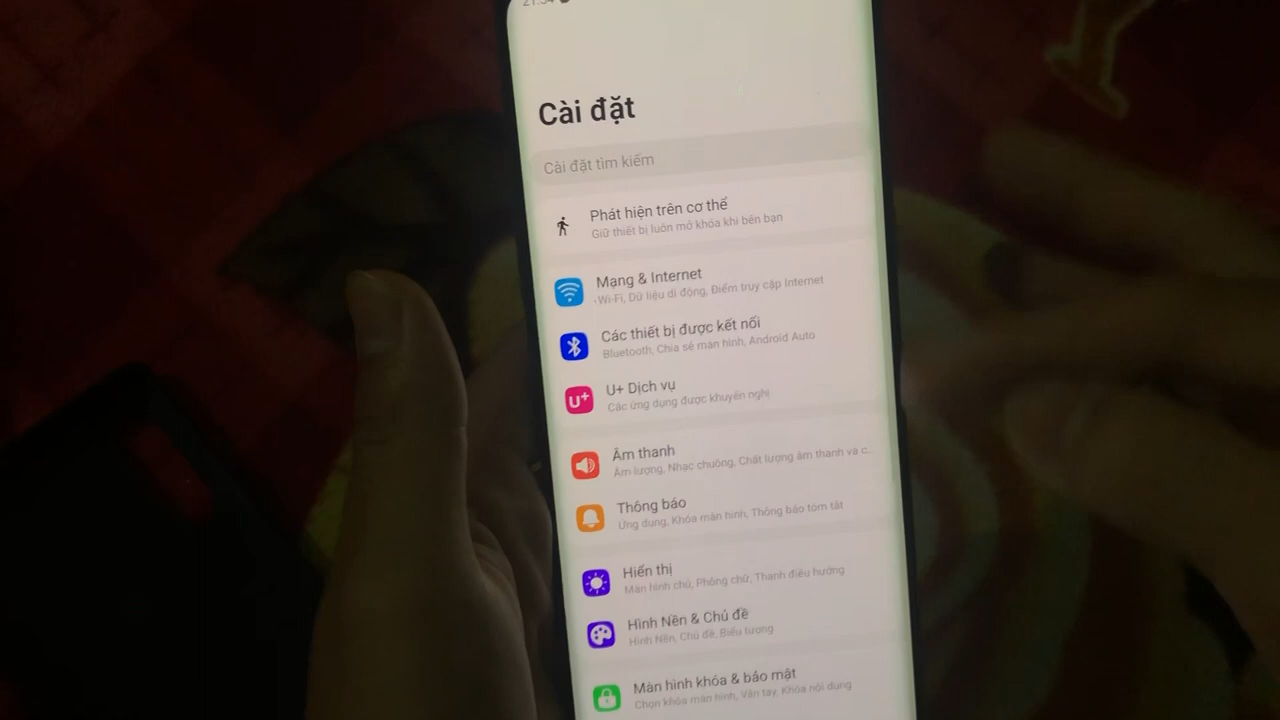 Cài đặt
Cài đặt tìm kiếm
Phát hiện trên cơ thể
Giữ thiết bị luôn mở khóa khi bên bạn
Mạng & Internet
Wi-Fi, Dữ liệu di động, Điểm truy cập Internet
Các thiết bị được kết nối
Bluetooth, Chia sẻ màn hình, Android Auto
U+
U+ Dịch vụ
Các ứng dụng được khuyến nghị
Âm thanh
Âm lượng, Nhạc chuông, Chất lượng âm thanh và c...
Thông báo
Ứng dụng, Khóa màn hình, Thông báo tóm tắt
Hiển thị
Màn hình chủ, Phông chữ, Thanh điều hướng
Hình Nền & Chủ đề
Hình Nền, Chủ đề, Biểu tượng
Màn hình khóa & bảo mật
Chọn khóa màn hình, Vân tay, Khóa nội dung